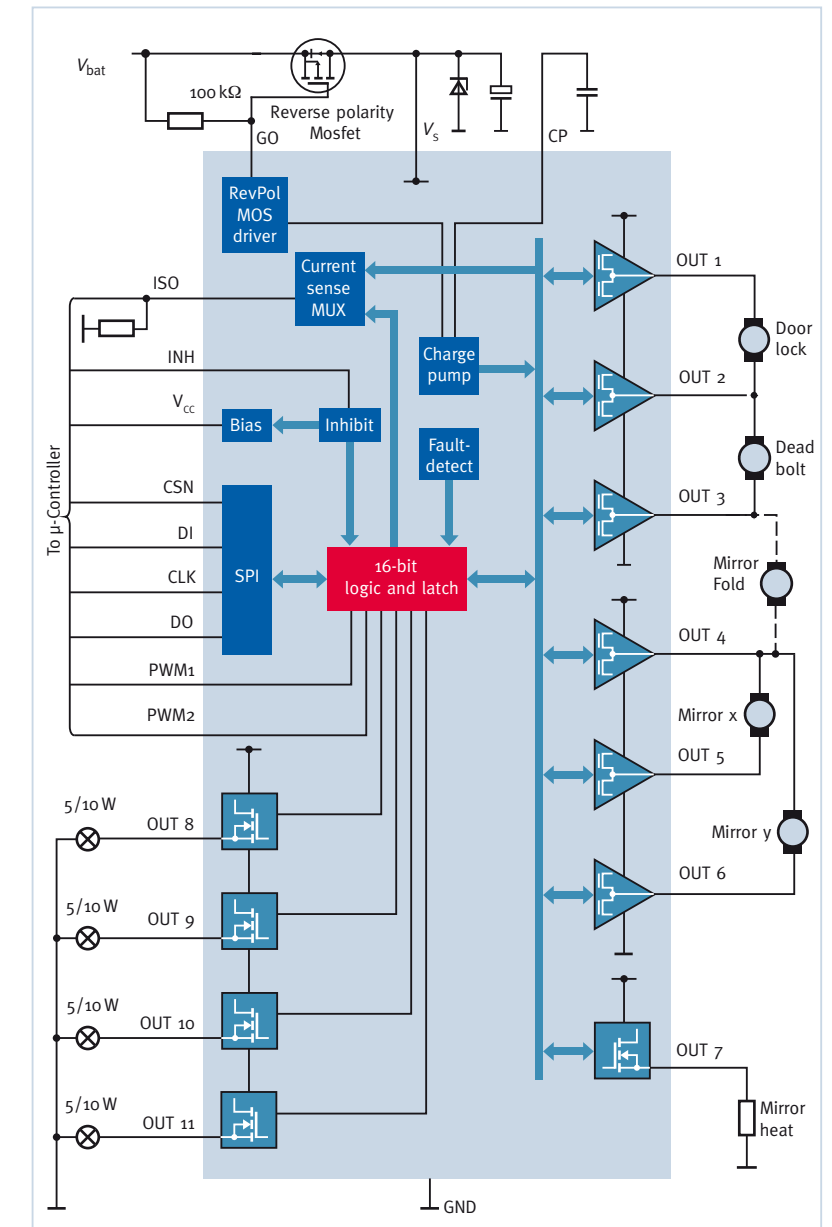 Vbat
100 kΩ
Reverse polarity
Mosfet
GO
Vs
CP
RevPol
MOS
driver
Current
sense
MUX
ISO
INH
Vcc
Bias
Inhibit
Charge
pump
Fault-
detect
To µ-Controller
CSN
DI
CLK
DO
PWM1
PWM2
SPI
16-bit
logic and latch
OUT 1
Door
lock
OUT 2
Dead
bolt
OUT 3
Mirror
Fold
OUT 4
Mirror x
OUT 5
Mirror y
OUT 6
OUT 7
Mirror
heat
5/10 W
OUT 8
5/10 W
OUT 9
5/10 W
OUT 10
5/10 W
OUT 11
GND